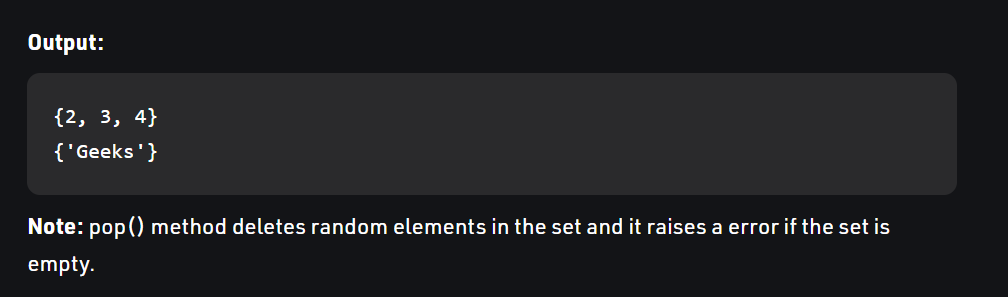 Output:
{2, 3, 4}
{'Geeks'}
Note: pop() method deletes random elements in the set and it raises a error if the set is
empty.